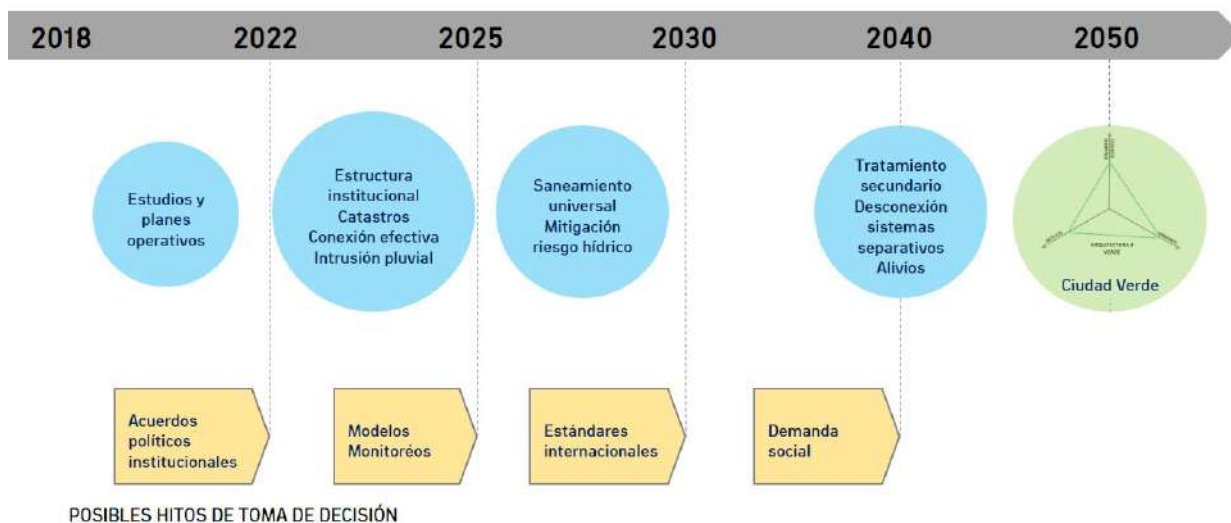 2018 2022 2025 2030 2040 2050
Estudios y
planes
operativos
Estructura
institucional
Catastros
Conexión efectiva
Intrusión pluvial
Saneamiento
universal
Mitigación
riesgo hídrico
Tratamiento
secundario
Desconexión
sistemas
separativos
Alivios
VERDE
Ciudad Verde
Acuerdos
políticos
institucionales
Modelos
Monitoréos
Estándares
internacionales
Demanda
social
POSIBLES HITOS DE TOMA DE DECISIÓN